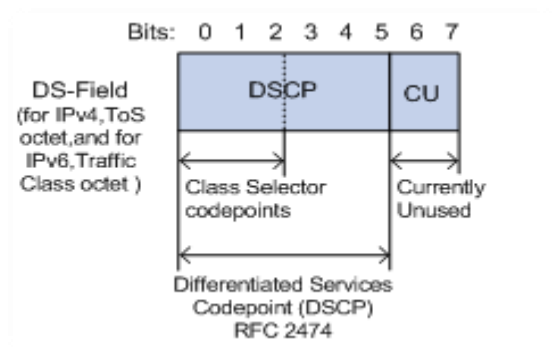 Bits: 0 1 2 3 4 5 6 7
DS-Field
(for IPv4,ToS
octet,and for
IPv6,Traffic
Class octet )
DSCP
CU
Class Selector
codepoints
Currently
Unused
Differentiated Services
Codepoint (DSCP)
RFC 2474